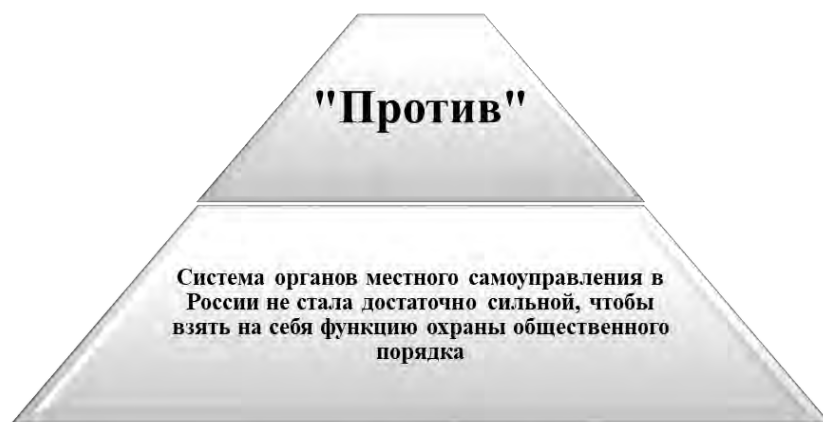 "Против"
Система органов местного самоуправления в
России не стала достаточно сильной, чтобы
взять на себя функцию охраны общественного
порядка